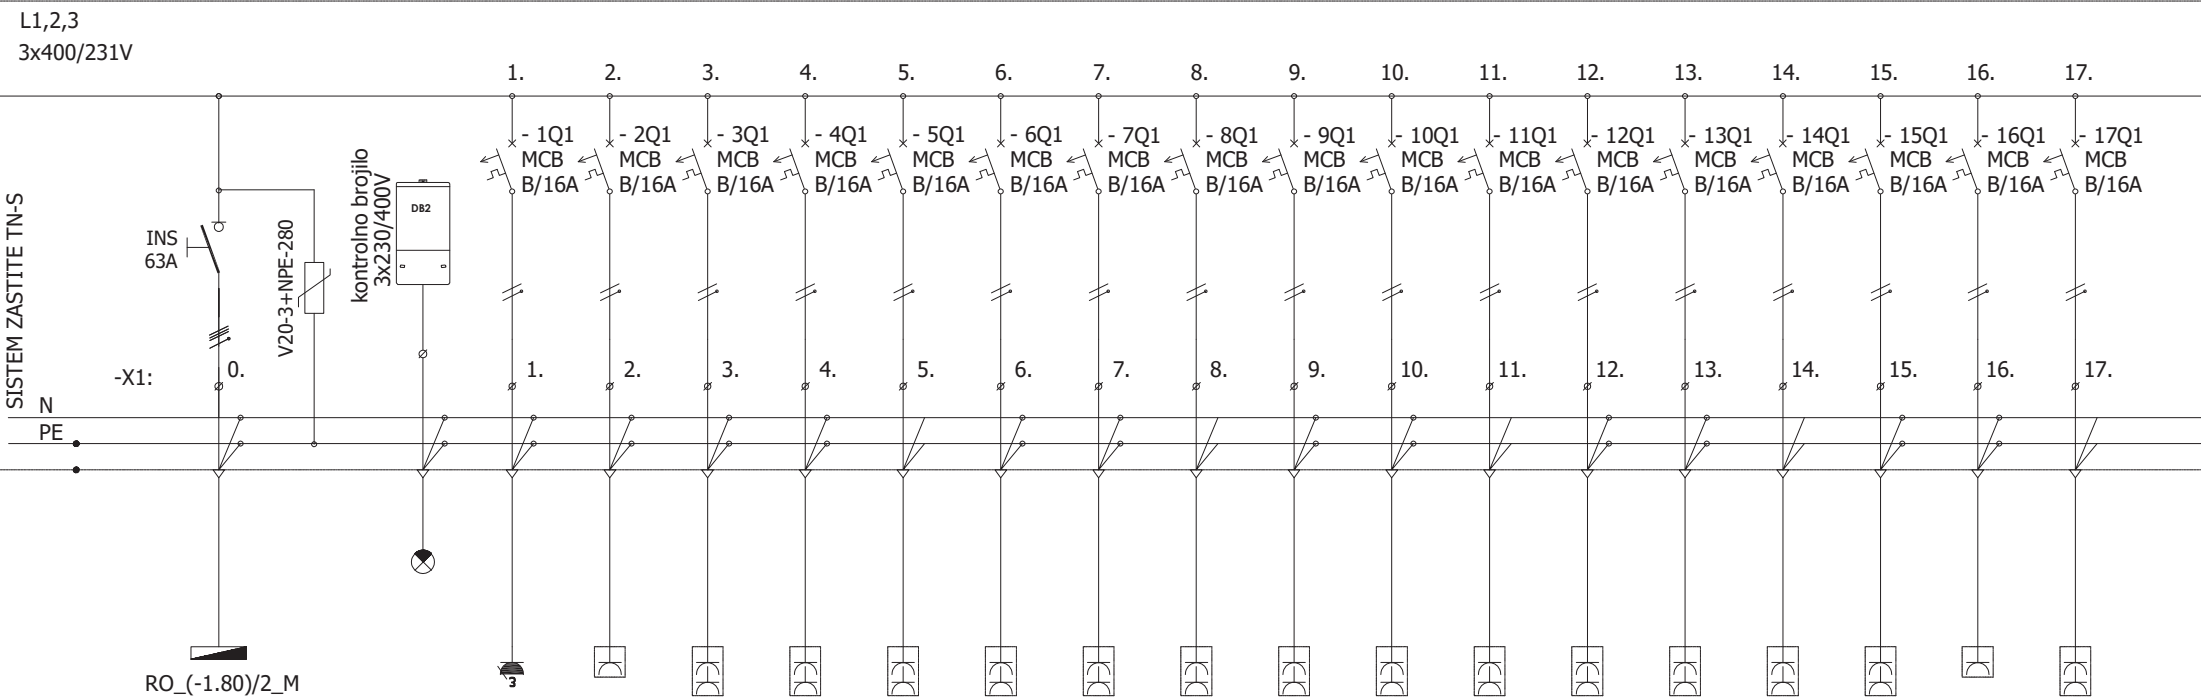 L1,2,3
3x400/231V
1. 2. 3. 4. 5. 6. 7. 8. 9. 10. 11. 12. 13. 14. 15. 16. 17.
- 1Q1 - 2Q1 - 3Q1 - 4Q1 - 5Q1 - 6Q1 - 7Q1 - 8Q1 - 9Q1 - 10Q1 - 11Q1 - 12Q1 - 13Q1 - 14Q1 - 15Q1 - 16Q1 - 17Q1
MCB MCB MCB MCB MCB MCB MCB MCB MCB MCB MCB MCB MCB MCB MCB MCB MCB
B/16A B/16A B/16A B/16A B/16A B/16A B/16A B/16A B/16A B/16A B/16A B/16A B/16A B/16A B/16A B/16A B/16A
SISTEM ZASTITE TN-S
INS
63A
V20-3+NPE-280
kontrolno brojilo
3x230/400V
DB2
-X1: 0. 1. 2. 3. 4. 5. 6. 7. 8. 9. 10. 11. 12. 13. 14. 15. 16. 17.
N
PE
3
RO_(-1.80)/2_M